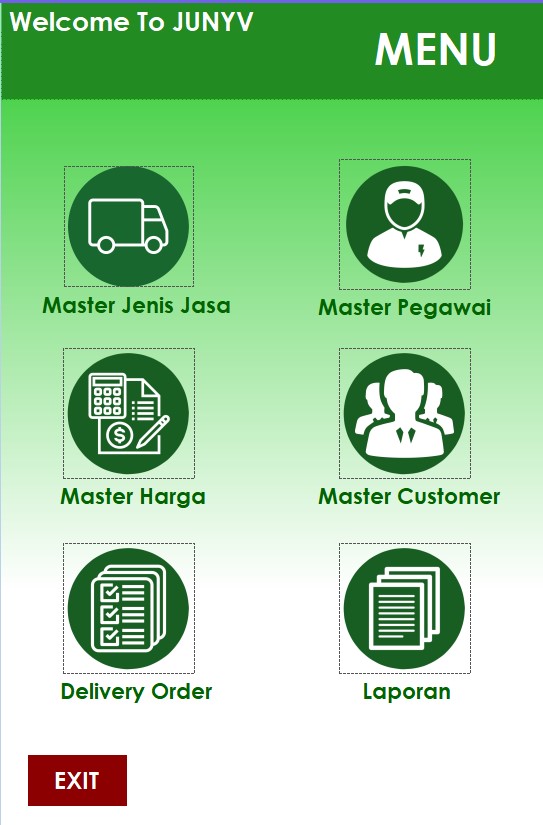 Welcome To JUNYV
MENU
Master Jenis Jasa
Master Pegawai
$
Master Harga
Master Customer
Delivery Order
Laporan
EXIT